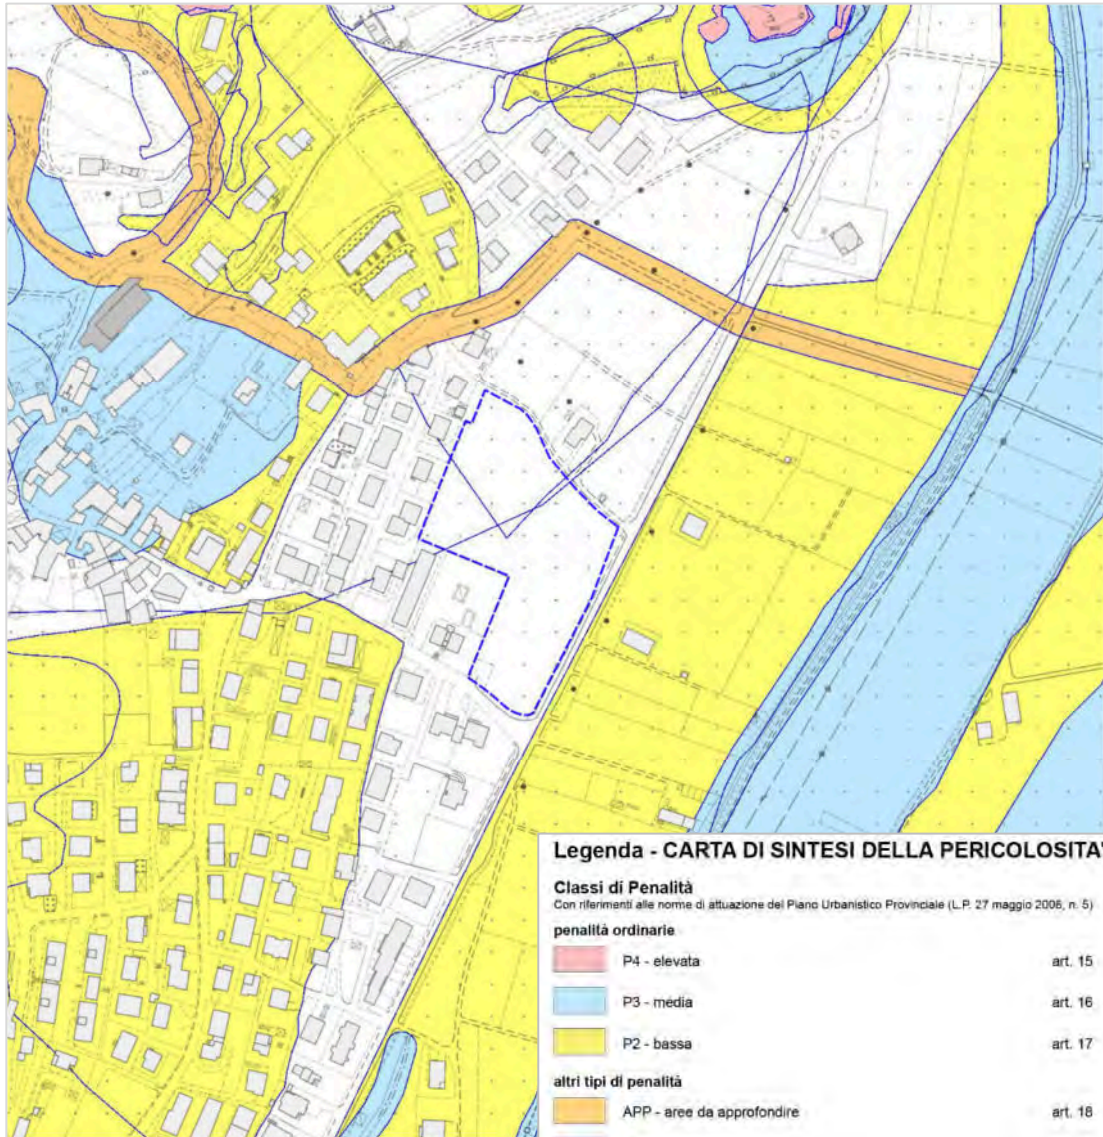 Legenda - CARTA DI SINTESI DELLA PERICOLOSITA'
Classi di Penalità
Con riferimenti alle norme di attuazione del Piano Urbanistico Provinciale (L.P. 27 maggio 2008, n. 5)
penalità ordinarie
P4 - elevata art. 15
P3 - media art. 16
P2 - bassa art. 17
altri tipi di penalità
APP - aree da approfondire art. 18